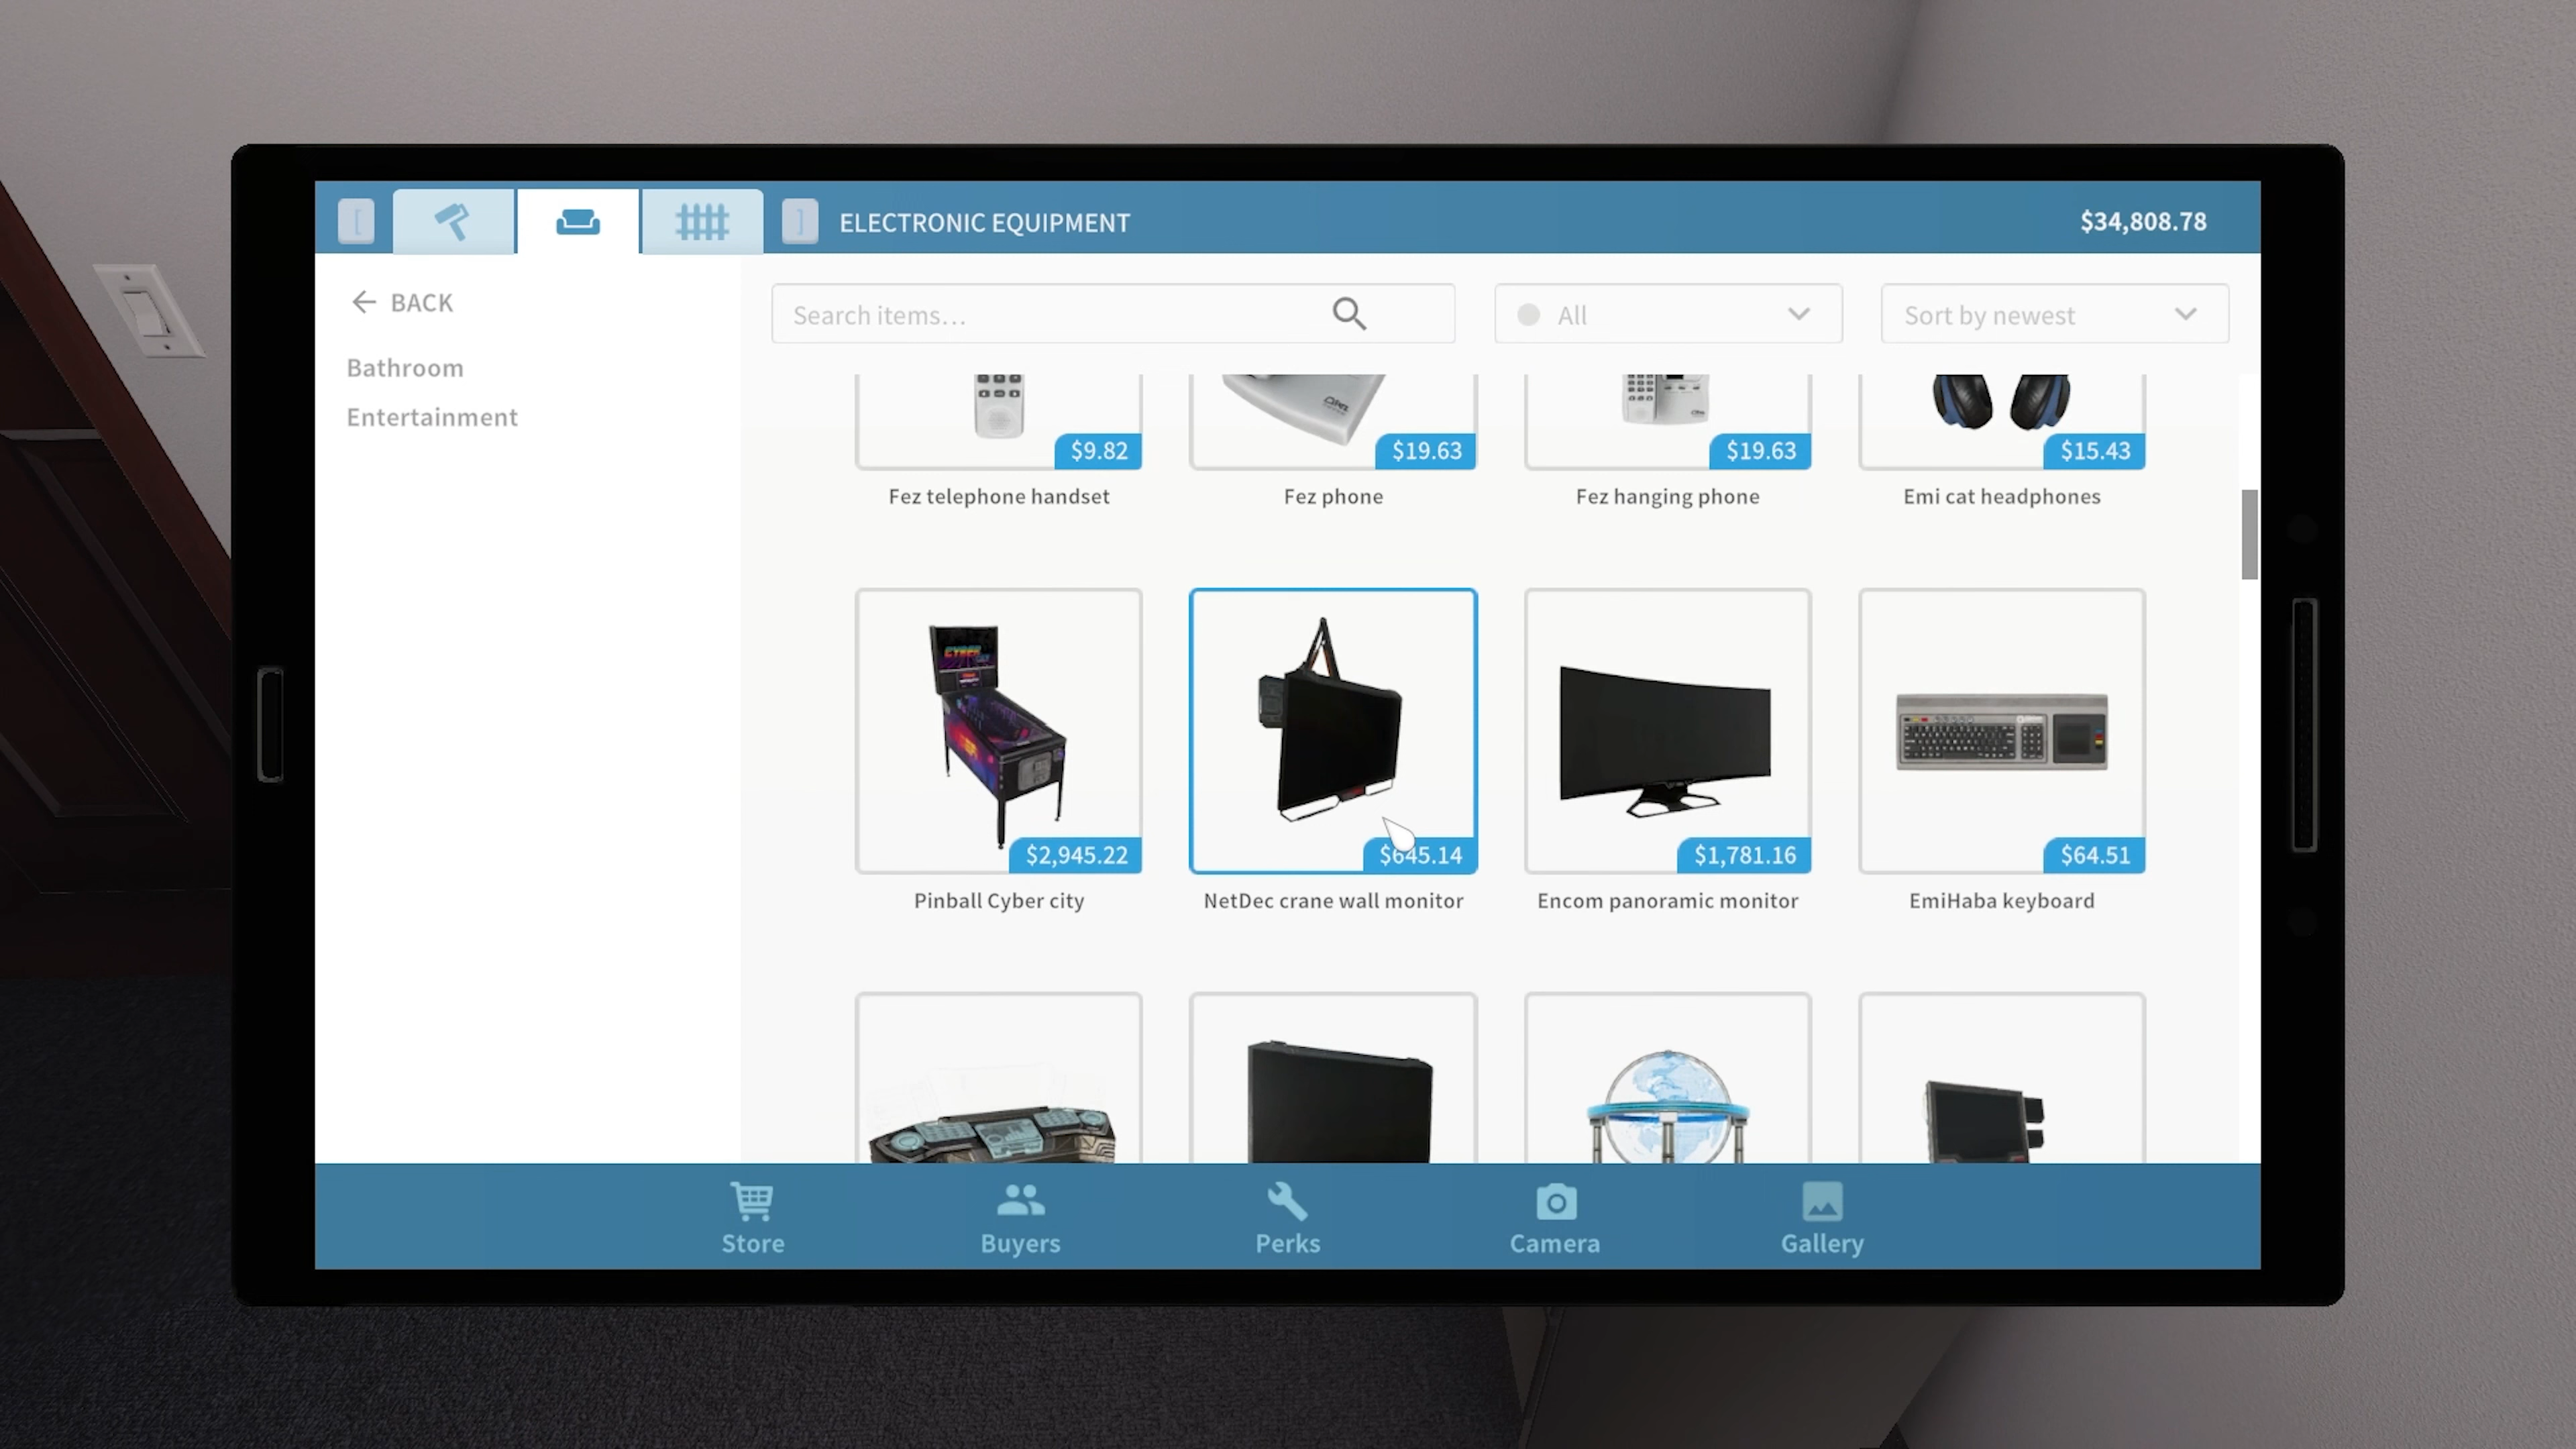 [
]
ELECTRONIC EQUIPMENT
$34,808.78
BACK
Bathroom
Entertainment
Search items...
All
Sort by newest
$9.82
$19.63
$19.63
$15.43
Fez telephone handset
Fez phone
Fez hanging phone
Emi cat headphones
CYBER
$2,945.22
$645.14
$1,781.16
$64.51
Pinball Cyber city
NetDec crane wall monitor
Encom panoramic monitor
EmiHaba keyboard
Store
Buyers
Perks
Camera
Gallery